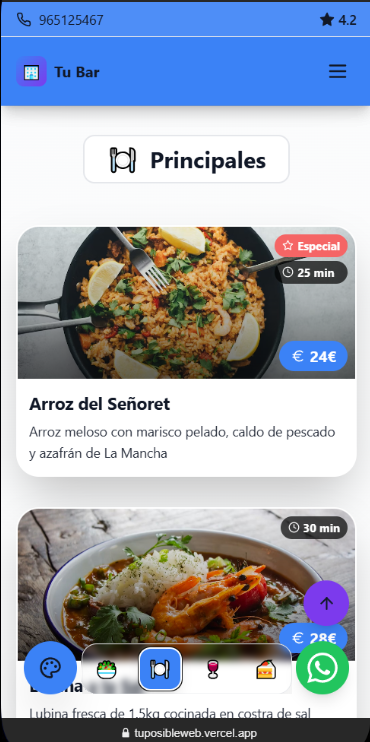 965125467
4.2
Tu Bar
Principales
Especial
25 min
€ 24€
Arroz del Señoret
Arroz meloso con marisco pelado, caldo de pescado
y azafrán de La Mancha
30 min
€ 28€
Lubina fresca de 1.5kg cocinada en costra de sal
tuposibleweb.vercel.app